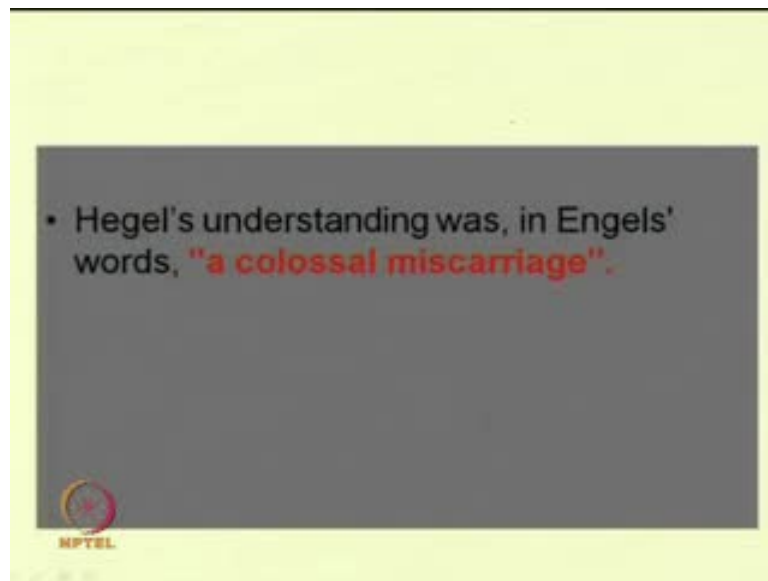 • Hegel's understanding was, in Engels'
words, "a colossal miscarriage".
NPTEL